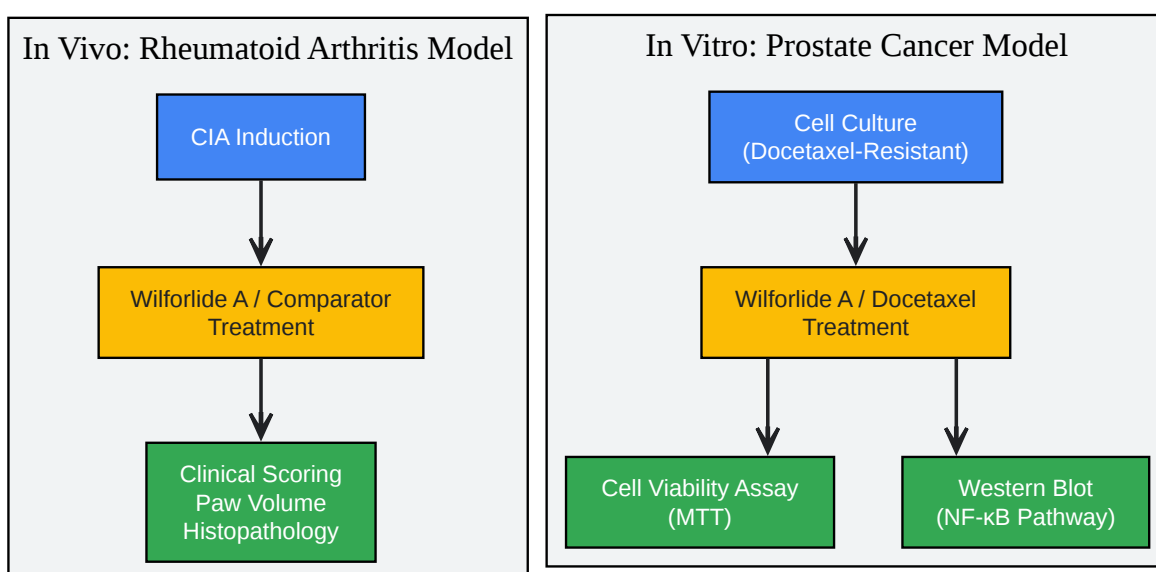 In Vivo: Rheumatoid Arthritis Model
CIA Induction
Wilforlide A / Comparator
Treatment
Clinical Scoring
Paw Volume
Histopathology
In Vitro: Prostate Cancer Model
Cell Culture
(Docetaxel-Resistant)
Wilforlide A / Docetaxel
Treatment
Cell Viability Assay
(MTT)
Western Blot
(NF-κB Pathway)